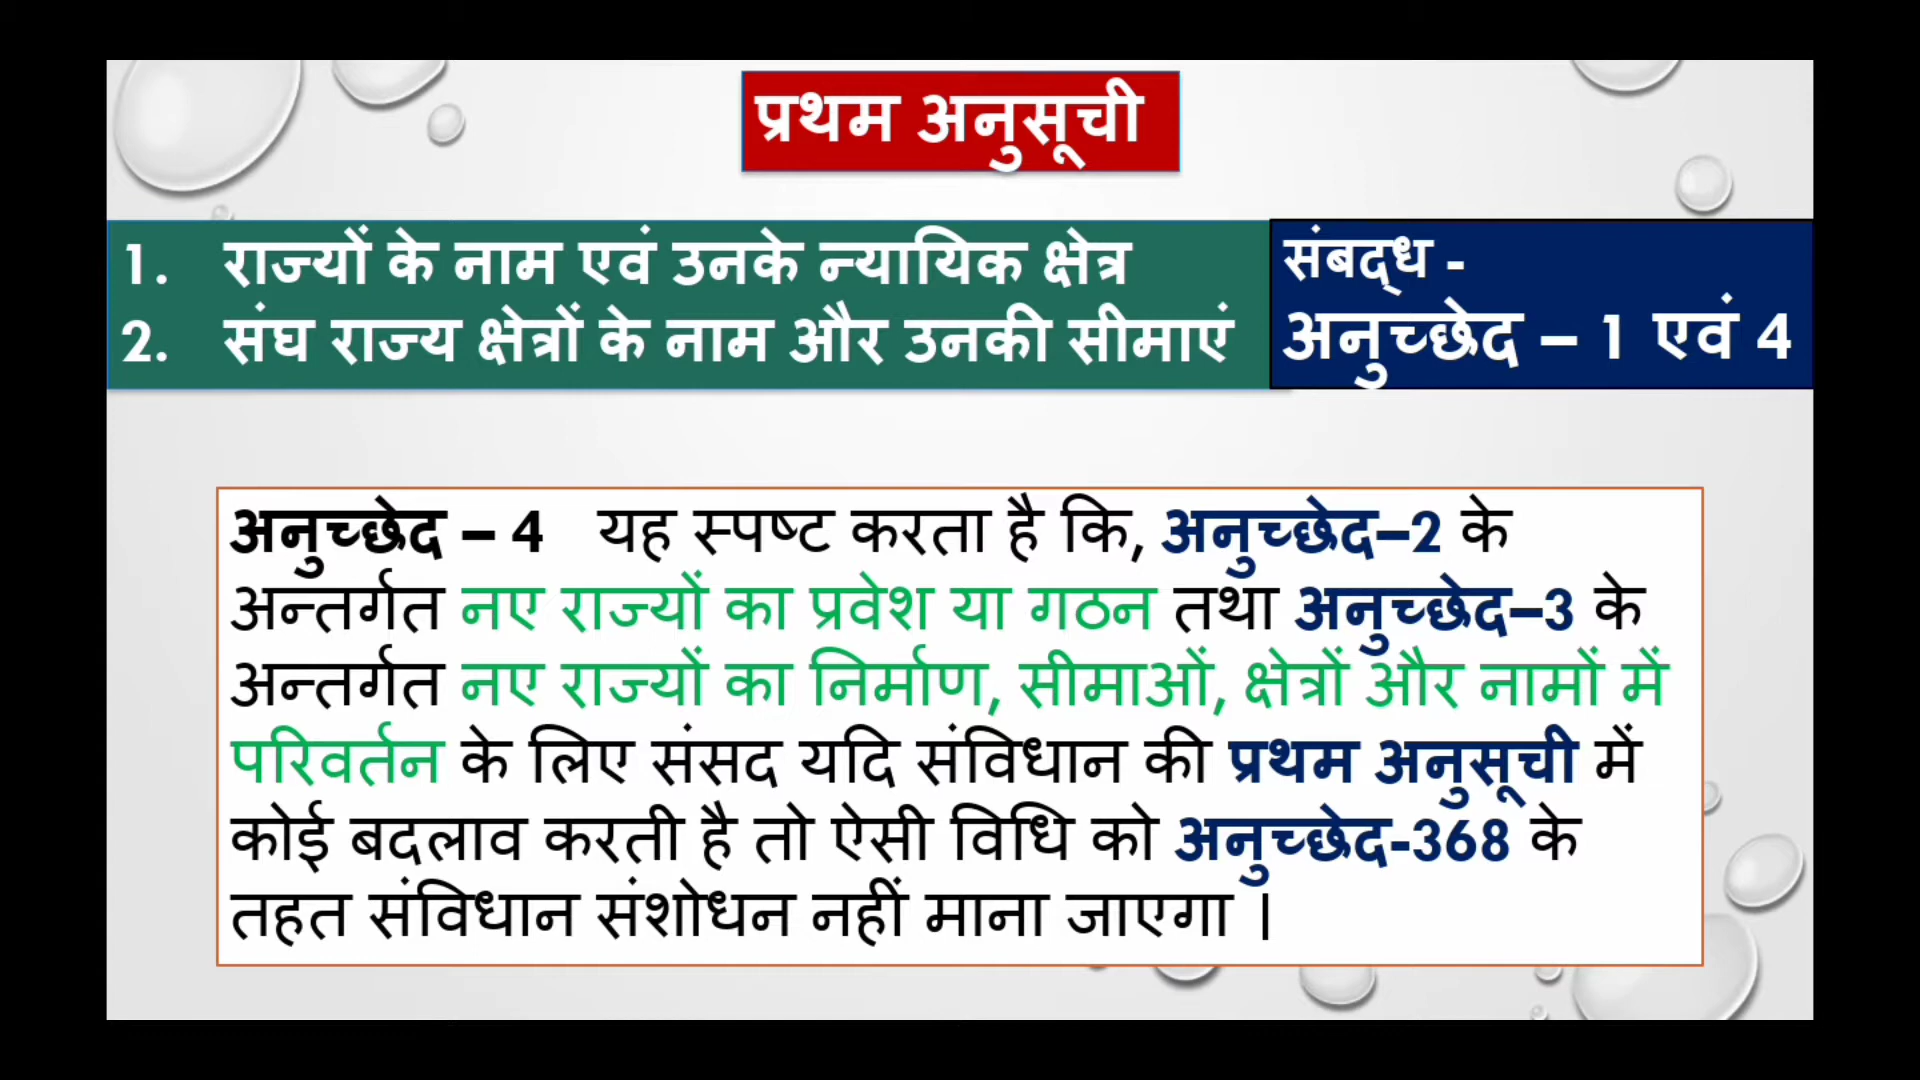 प्रथम अनुसूची
1. राज्यों के नाम एवं उनके न्यायिक क्षेत्र
2. संघ राज्य क्षेत्रों के नाम और उनकी सीमाएं
संबद्ध -
अनुच्छेद – 1 एवं 4
अनुच्छेद – 4 यह स्पष्ट करता है कि, अनुच्छेद–2 के
अन्तर्गत नए राज्यों का प्रवेश या गठन तथा अनुच्छेद–3 के
अन्तर्गत नए राज्यों का निर्माण, सीमाओं, क्षेत्रों और नामों में
परिवर्तन के लिए संसद यदि संविधान की प्रथम अनुसूची में
कोई बदलाव करती है तो ऐसी विधि को अनुच्छेद-368 के
तहत संविधान संशोधन नहीं माना जाएगा |